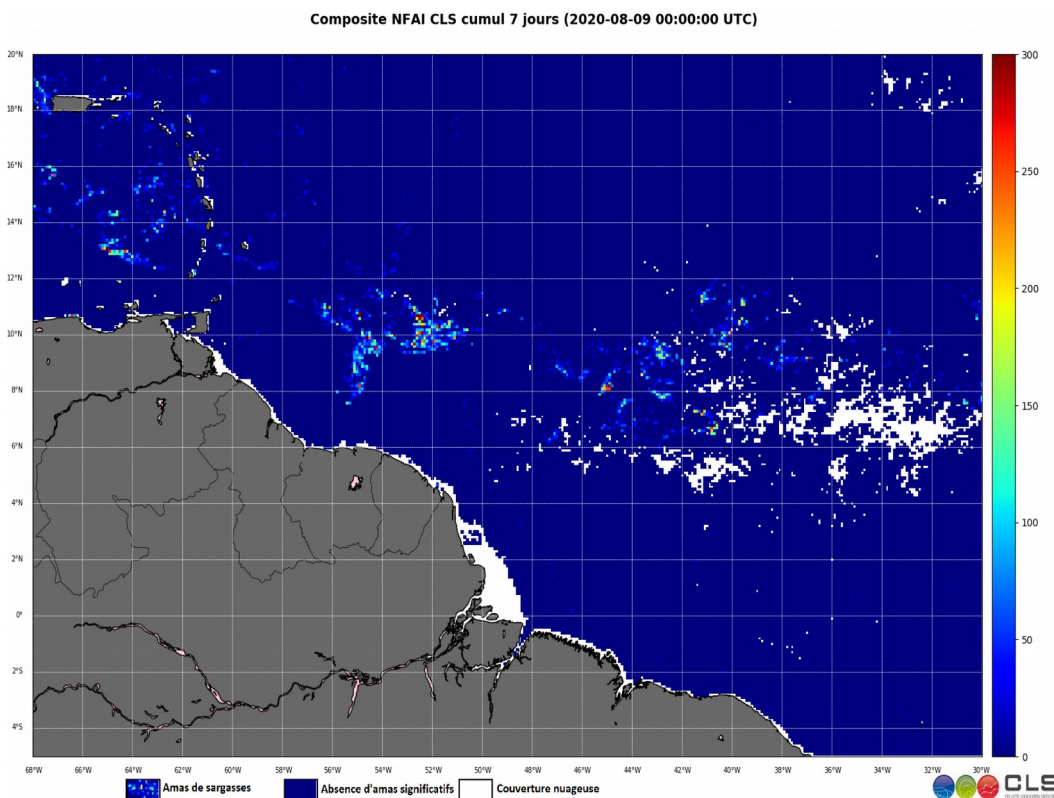 Composite NFAI CLS cumul 7 jours (2020-08-09 00:00:00 UTC)
20°N
18°N
16°N
14°N
12°N
10°N
8°N
6°N
4°N
2°N
0°
2°S
4°S
68°W 66°W 64°W 62°W 60°W 58°W 56°W 54°W 52°W 50°W 48°W 46°W 44°W 42°W 40°W 38°W 36°W 34°W 32°W 30°W
300
250
200
150
100
50
0
Amas de sargasses Absence d'amas significatifs Couverture nuageuse
CLS